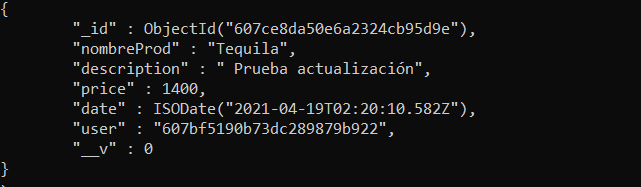 {
"_id" : ObjectId("607ce8da50e6a2324cb95d9e"),
"nombreProd" : "Tequila",
"description" : " Prueba actualización",
"price" : 1400,
"date" : ISODate("2021-04-19T02:20:10.582Z"),
"user" : "607bf5190b73dc289879b922",
"__v" : 0
}